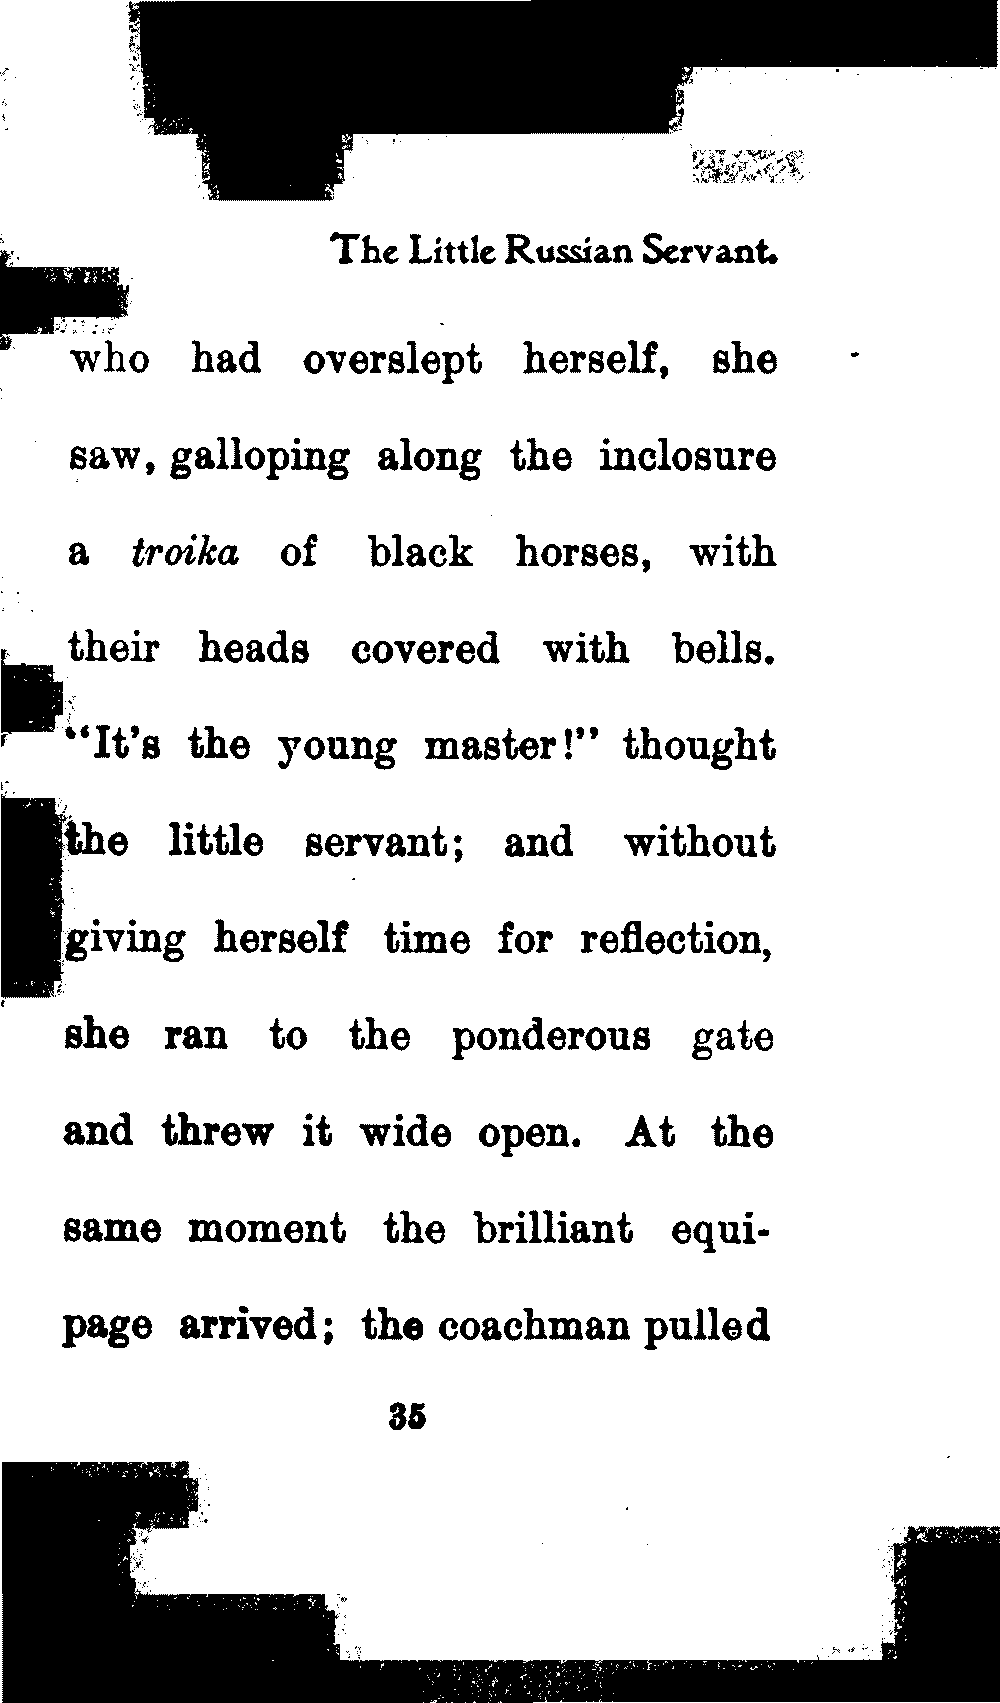 The Little Russian Servant.
who had overslept herself, she
saw, galloping along the inclosure
a troika of black horses, with
their heads covered with bells.
“It’s the young master!” thought
the little servant; and without
giving herself time for reflection,
she ran to the ponderous gate
and threw it wide open. At the
same moment the brilliant equi-
page arrived; the coachman pulled
35